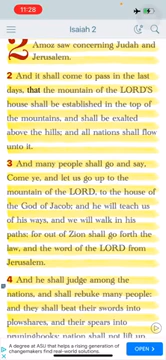 11:28
Isaiah 2
2 Amoz saw concerning Judah and
Jerusalem.
2 And it shall come to pass in the last
days, that the mountain of the LORD'S
house shall be established in the top
of the mountains, and shall be exalted
above the hills; and all nations shall flow
unto it.
3 And many people shall go and say,
Come ye, and let us go up to the
mountain of the LORD, to the house of
the God of Jacob; and he will teach us
of his ways, and we will walk in his
paths: for out of Zion shall go forth the
law, and the word of the LORD from
Jerusalem.
4 And he shall judge among the
nations, and shall rebuke many people:
and they shall beat their swords into
plowshares, and their spears into
pruninghooks: nation shall not lift up
A degree at ASU that helps a rising generation of
changemakers find real-world solutions.
OPEN >